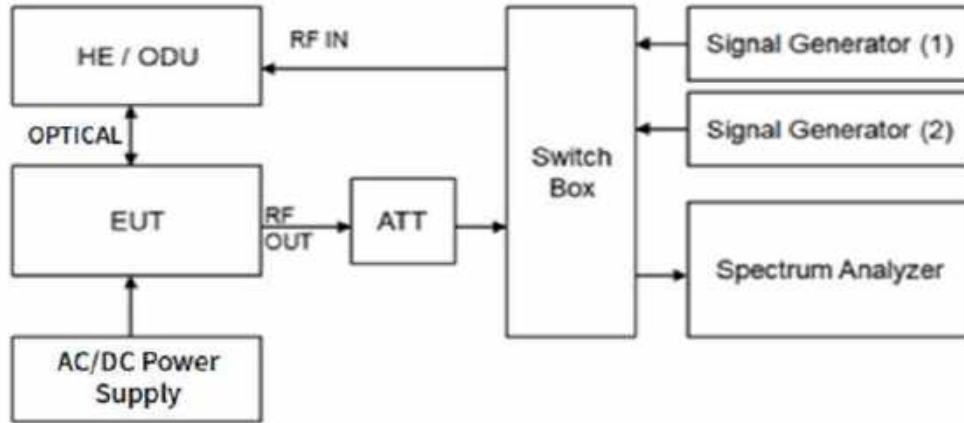 HE / ODU
RF IN
Signal Generator (1)
OPTICAL
Signal Generator (2)
Switch
Box
EUT
RF
OUT
ATT
Spectrum Analyzer
AC/DC Power
Supply